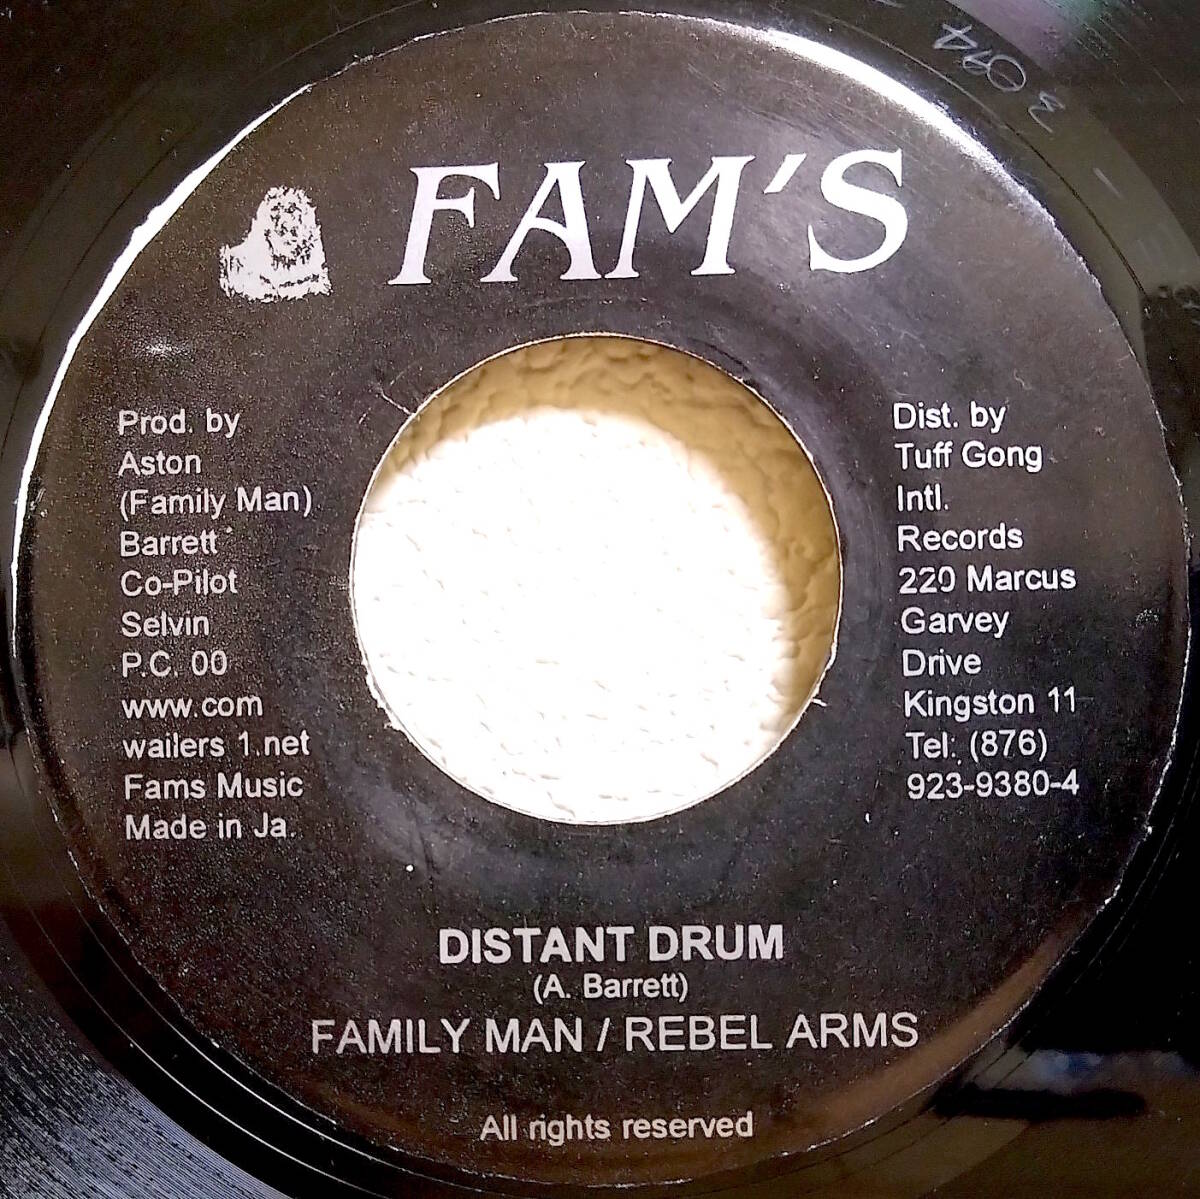 FAM'S
Prod. by
Aston
(Family Man)
Barrett
Co-Pilot
Selvin
P.C. 00
www.com
wailers 1.net
Fams Music
Made in Ja.
Dist. by
Tuff Gong
Intl.
Records
220 Marcus
Garvey
Drive
Kingston 11
Tel: (876)
923-9380-4
DISTANT DRUM
(A. Barrett)
FAMILY MAN / REBEL ARMS
All rights reserved